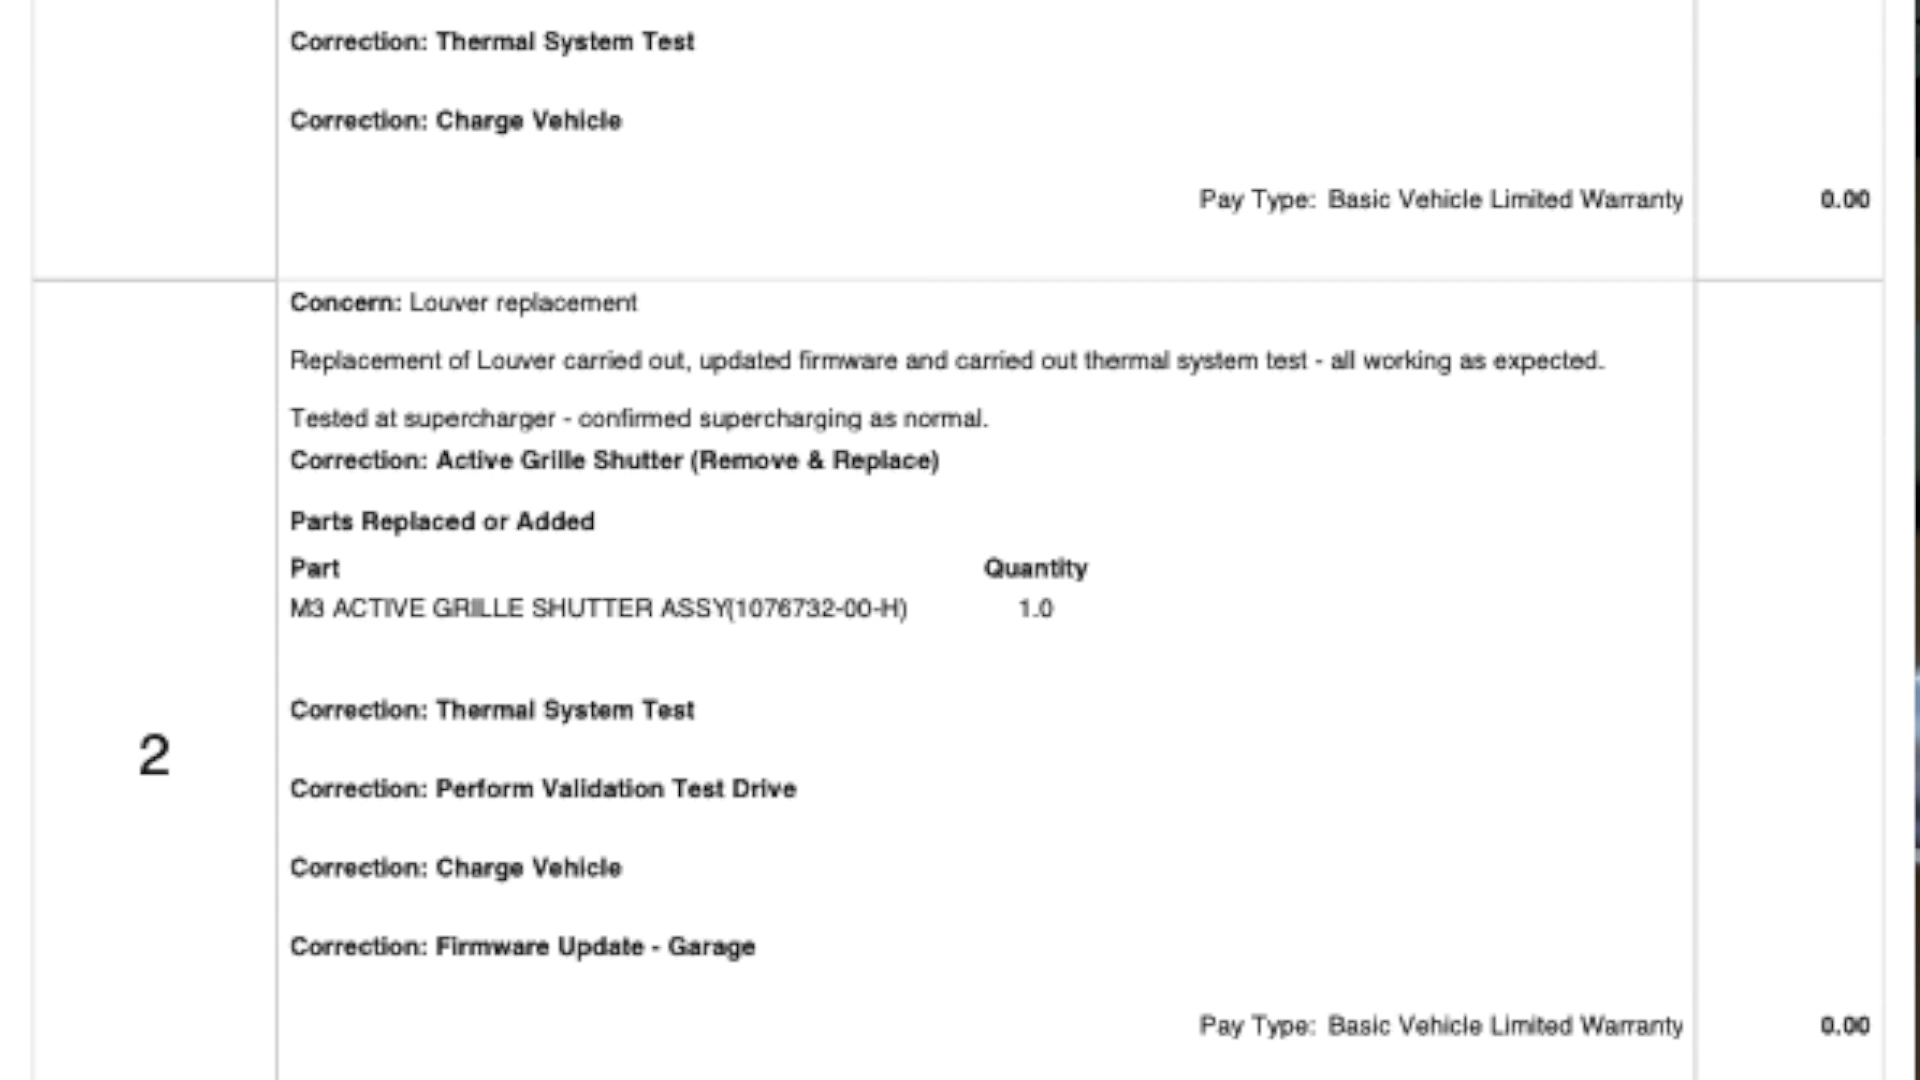 Correction: Thermal System Test
Correction: Charge Vehicle
Pay Type: Basic Vehicle Limited Warranty 0.00
Concern: Louver replacement
Replacement of Louver carried out, updated firmware and carried out thermal system test - all working as expected.
Tested at supercharger - confirmed supercharging as normal.
Correction: Active Grille Shutter (Remove & Replace)
Parts Replaced or Added
Part Quantity
M3 ACTIVE GRILLE SHUTTER ASSY(1076732-00-H) 1.0
Correction: Thermal System Test
2
Correction: Perform Validation Test Drive
Correction: Charge Vehicle
Correction: Firmware Update - Garage
Pay Type: Basic Vehicle Limited Warranty 0.00